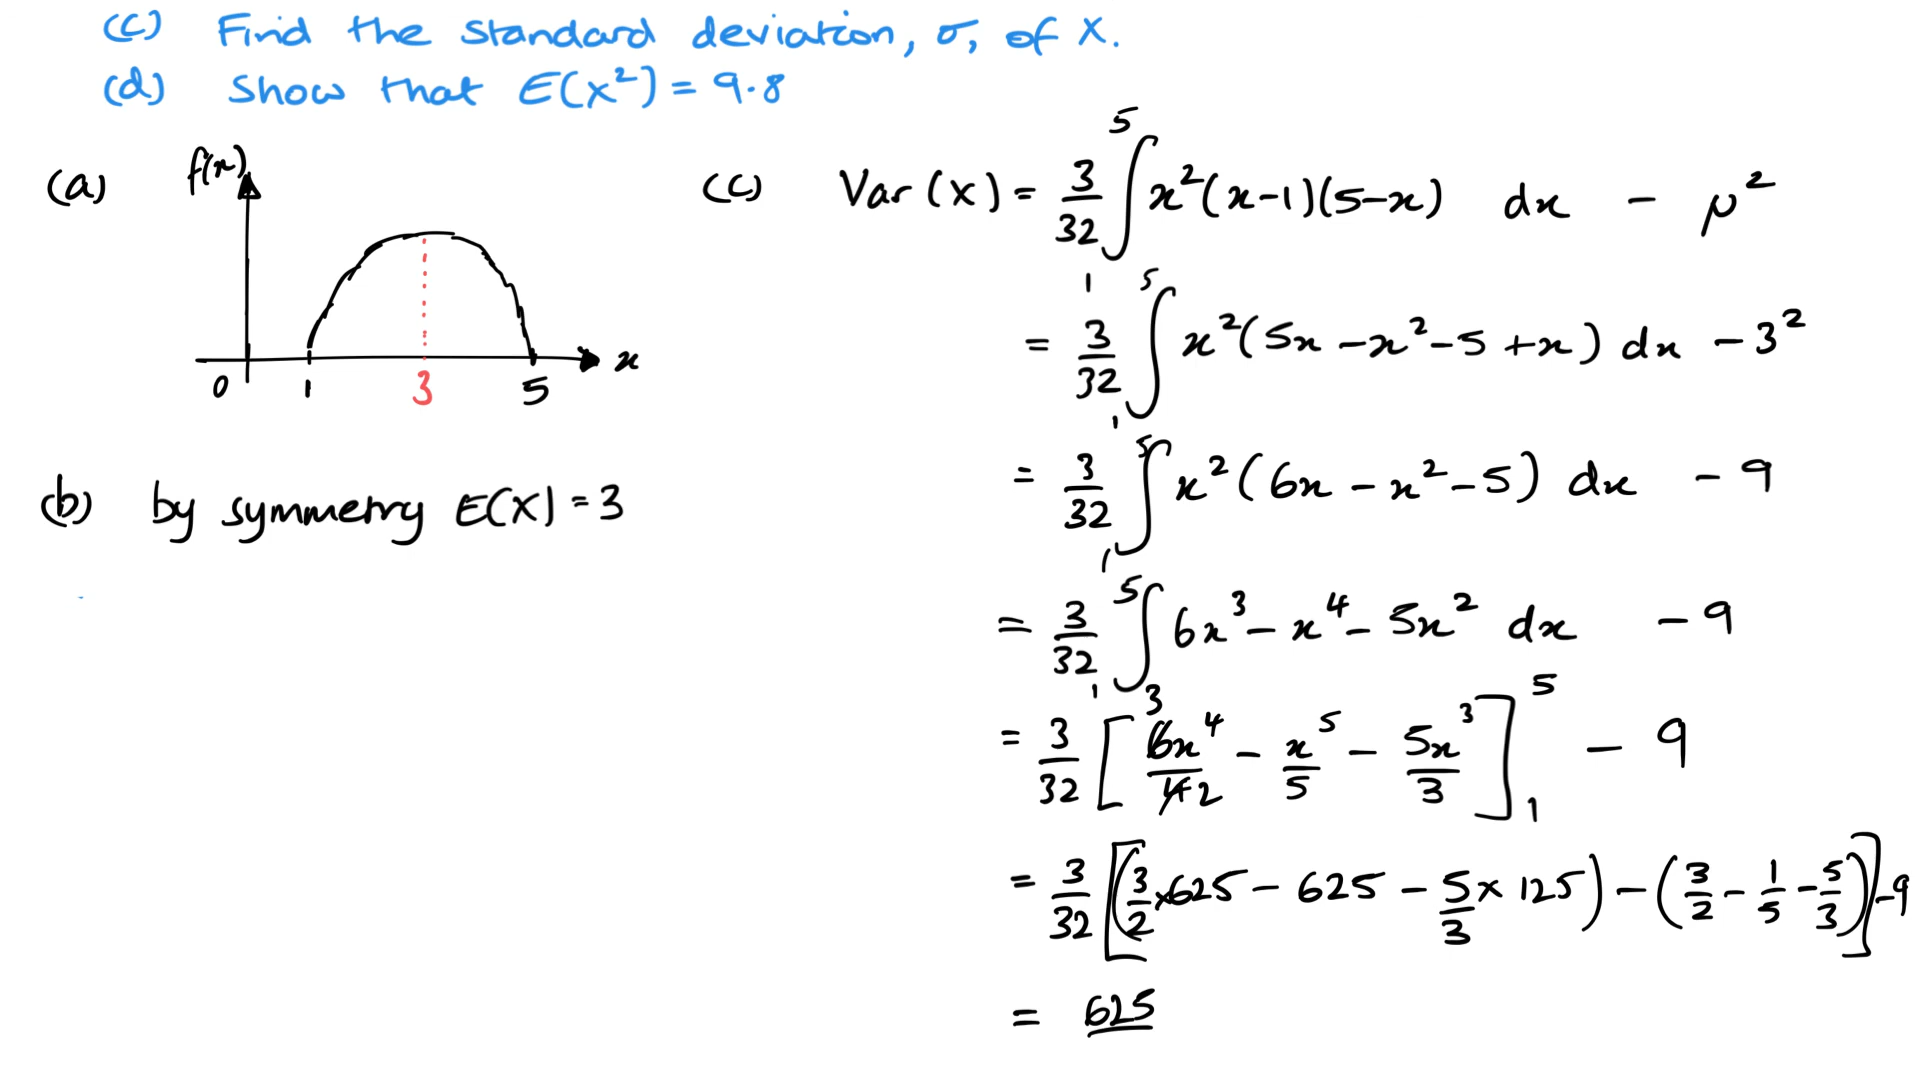 (c) Find the standard deviation, σ, of X.
(d) Show that E(X²) = 9.8
(a) f(x) 0 1 3 5 x
(b) by symmetry E(X) = 3
(c) Var(X) = 3/32 ∫₁⁵ x²(x-1)(5-x) dx - μ²
= 3/32 ∫₁⁵ x²(5x - x² - 5 + x) dx - 3²
= 3/32 ∫₁⁵ x²(6x - x² - 5) dx - 9
= 3/32 ∫₁⁵ 6x³ - x⁴ - 5x² dx - 9
= 3/32 [ 3 6x⁴/4 2 - x⁵/5 - 5x³/3 ]₁⁵ - 9
= 3/32 [(3/2 × 625 - 625 - 5/3 × 125) - (3/2 - 1/5 - 5/3)] - 9
= 625